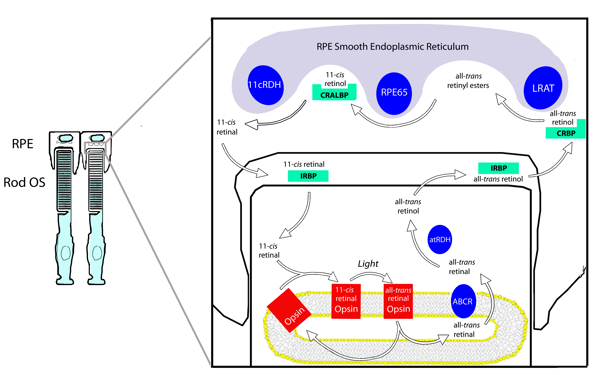 RPE Smooth Endoplasmic Reticulum
11cRDH
11-cis
retinol
CRALBP
RPE65
all-trans
retinyl esters
LRAT
all-trans
retinol
CRBP
11-cis
retinal
RPE
Rod OS
11-cis retinal
IRBP
IRBP
all-trans retinol
all-trans
retinol
atRDH
11-cis
retinal
Light
all-trans
retinal
Opsin
11-cis
retinal
Opsin
all-trans
retinal
Opsin
ABCR
all-trans
retinal